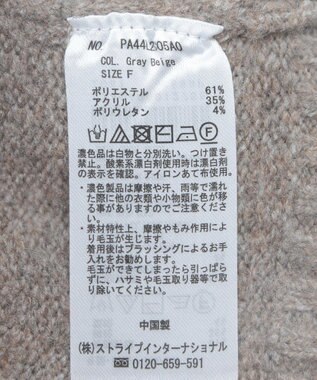 NO PA44L205A0
COL. Gray Beige
SIZE F
ポリエステル 61%
アクリル 35%
ポリウレタン 4%
濃色品は白物と分別洗い。つけ置き
禁止。酸素系漂白剤使用時は漂白剤
の表示を確認。アイロンあて布使用。
・濃色製品は摩擦や汗、雨等で濡れ
た際に他の衣類や小物類に色が移
る事がありますのでご注意くださ
い。
・素材特性上、摩擦やもみ作用によ
り毛玉が生じます。
着用後はブラッシングによるお手
入れをお勧めします。
毛玉ができてしまったら引っぱら
ずに、ハサミや毛玉取り器等で取
り除いてください。
中国製
(株)ストライプインターナショナル
0120-659-591